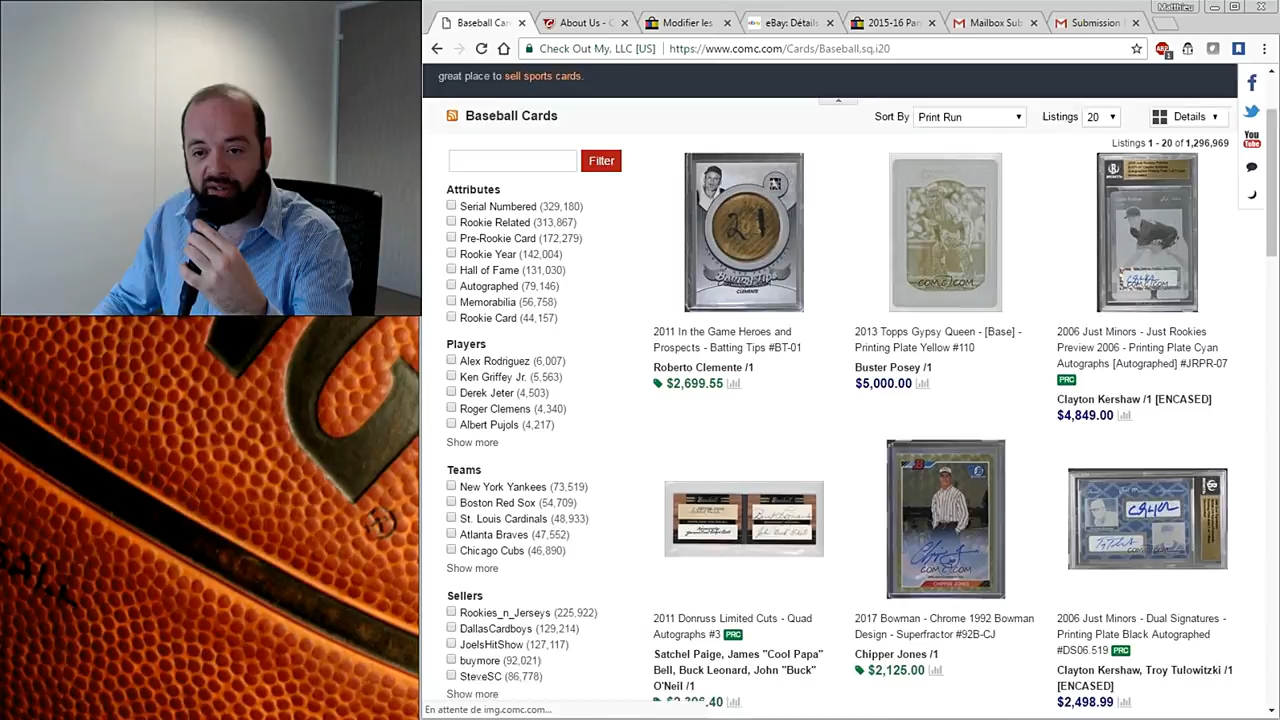 Matthieu
Baseball Car
About Us - C
Modifier les
eBay: Détails
2015-16 Pan
Mailbox Sub
Submission
Check Out My, LLC [US]
https://www.comc.com/Cards/Baseball,sq,i20
great place to sell sports cards.
Baseball Cards
Sort By
Print Run
Listings
20
Details
Listings 1 - 20 of 1,296,969
Filter
Attributes
Serial Numbered (329,180)
Rookie Related (313,867)
Pre-Rookie Card (172,279)
Rookie Year (142,004)
Hall of Fame (131,030)
Autographed (79,146)
Memorabilia (56,758)
Rookie Card (44,157)
Players
Alex Rodriguez (6,007)
Ken Griffey Jr. (5,563)
Derek Jeter (4,503)
Roger Clemens (4,340)
Albert Pujols (4,217)
Show more
Teams
New York Yankees (73,519)
Boston Red Sox (54,709)
St. Louis Cardinals (48,933)
Atlanta Braves (47,552)
Chicago Cubs (46,890)
Show more
Sellers
Rookies_n_Jerseys (225,922)
DallasCardboys (129,214)
JoelsHitShow (127,117)
buymore (92,021)
SteveSC (86,778)
Show more
2011 In the Game Heroes and
Prospects - Batting Tips #BT-01
Roberto Clemente /1
$2,699.55
2013 Topps Gypsy Queen - [Base] -
Printing Plate Yellow #110
Buster Posey /1
$5,000.00
2006 Just Minors - Just Rookies
Preview 2006 - Printing Plate Cyan
Autographs [Autographed] #JRPR-07
PRC
Clayton Kershaw /1 [ENCASED]
$4,849.00
2011 Donruss Limited Cuts - Quad
Autographs #3 PRC
Satchel Paige, James "Cool Papa"
Bell, Buck Leonard, John "Buck"
O'Neil /1
2017 Bowman - Chrome 1992 Bowman
Design - Superfractor #92B-CJ
Chipper Jones /1
$2,125.00
2006 Just Minors - Dual Signatures -
Printing Plate Black Autographed
#DS06.519 PRC
Clayton Kershaw, Troy Tulowitzki /1
[ENCASED]
$2,498.99
CLEMENTE
COMC.COM
COMC.COM
CHIPPER JONES
You
Tube
En attente de img.comc.com...